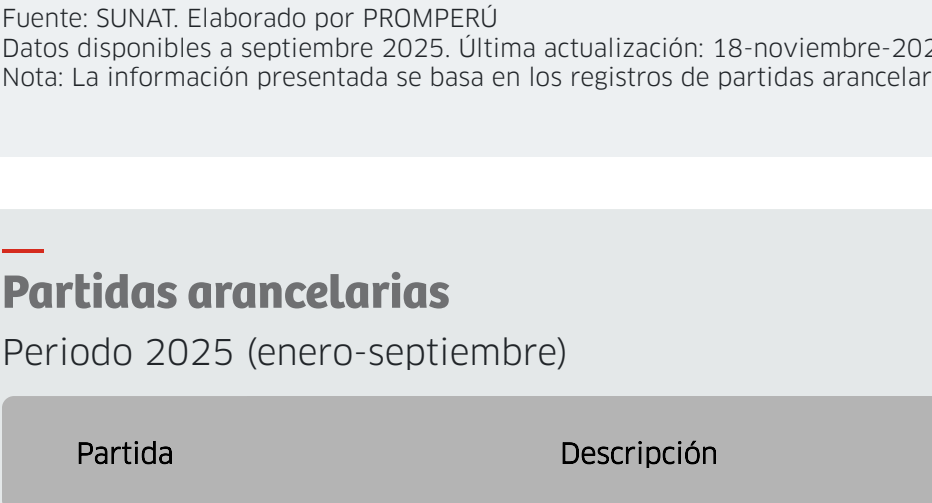 Fuente: SUNAT. Elaborado por PROMPERÚ
Datos disponibles a septiembre 2025. Última actualización: 18-noviembre-202
Nota: La información presentada se basa en los registros de partidas arancelar
Partidas arancelarias
Periodo 2025 (enero-septiembre)
Partida Descripción